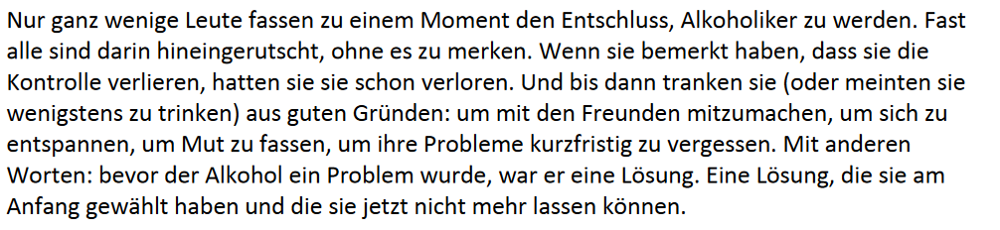 Nur ganz wenige Leute fassen zu einem Moment den Entschluss, Alkoholiker zu werden. Fast
alle sind darin hineingerutscht, ohne es zu merken. Wenn sie bemerkt haben, dass sie die
Kontrolle verlieren, hatten sie sie schon verloren. Und bis dann tranken sie (oder meinten sie
wenigstens zu trinken) aus guten Gründen: um mit den Freunden mitzumachen, um sich zu
entspannen, um Mut zu fassen, um ihre Probleme kurzfristig zu vergessen. Mit anderen
Worten: bevor der Alkohol ein Problem wurde, war er eine Lösung. Eine Lösung, die sie am
Anfang gewählt haben und die sie jetzt nicht mehr lassen können.